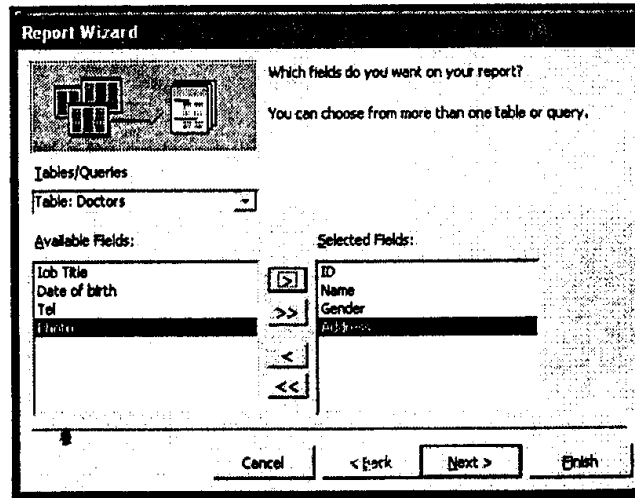 Report Wizard
Which fields do you want on your report?
You can choose from more than one table or query.
Tables/Queries
Table: Doctors
Available Fields:
Selected Fields:
Job Title
Date of birth
Tel
Photo
>
>>
<
<<
ID
Name
Gender
Address
Cancel
< Back
Next >
Finish